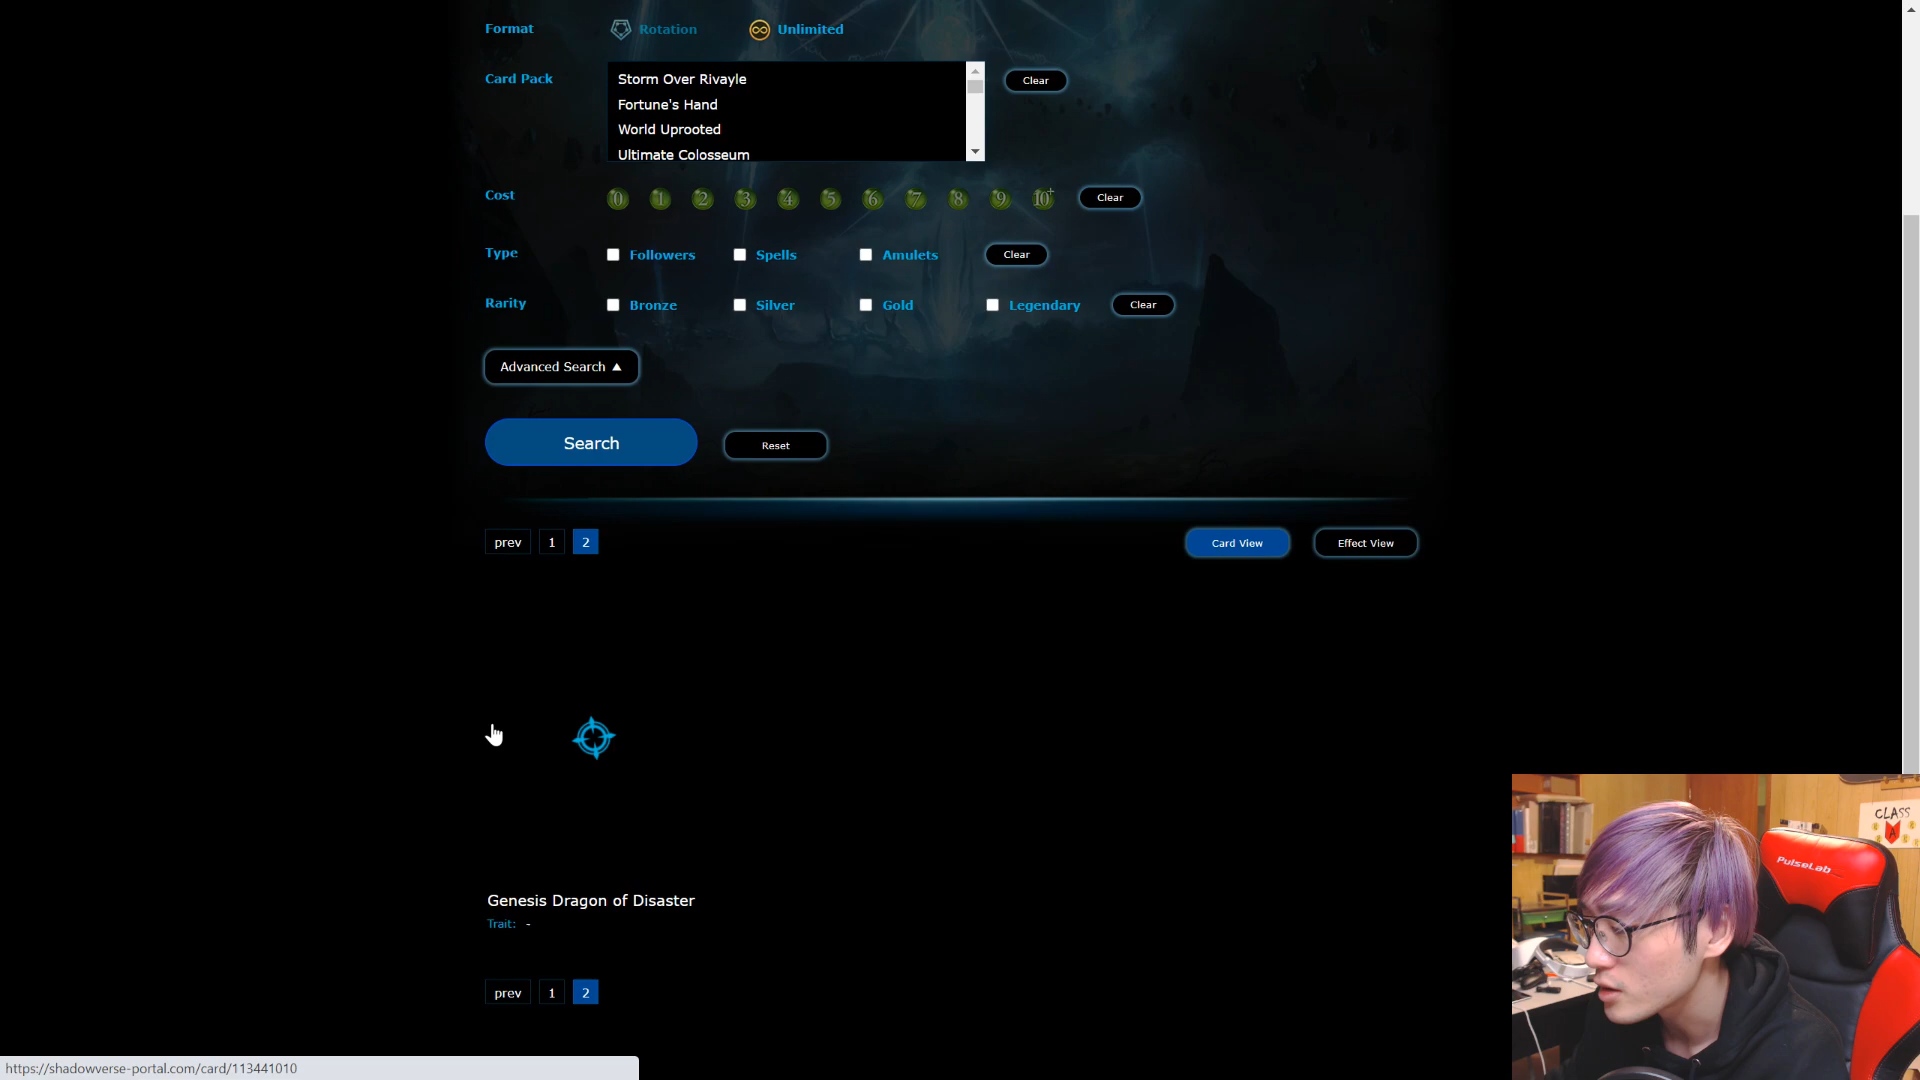 Format Rotation Unlimited
Card Pack Storm Over Rivayle Clear
Fortune's Hand
World Uprooted
Ultimate Colosseum
Cost 0 1 2 3 4 5 6 7 8 9 10+ Clear
Type Followers Spells Amulets Clear
Rarity Bronze Silver Gold Legendary Clear
Advanced Search ▲
Search Reset
prev 1 2 Card View Effect View
Genesis Dragon of Disaster
Trait: -
prev 1 2
CLASS
A
PulseLab
https://shadowverse-portal.com/card/113441010